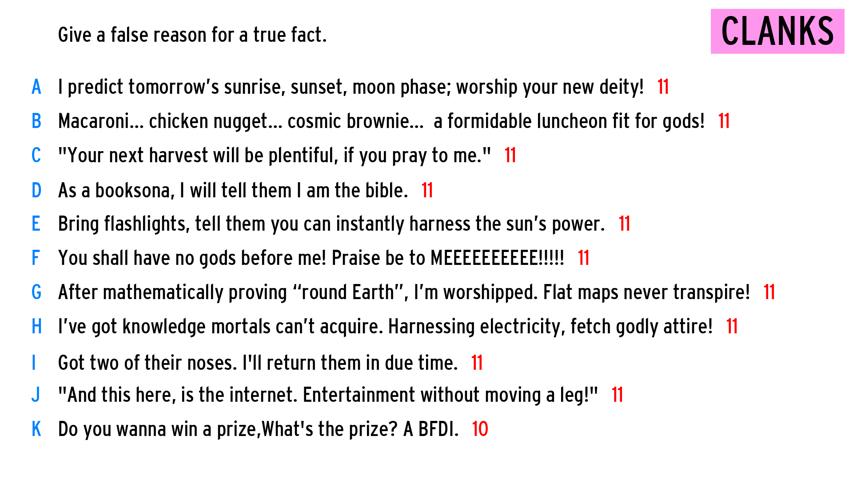 Give a false reason for a true fact.
CLANKS
A I predict tomorrow's sunrise, sunset, moon phase; worship your new deity! 11
B Macaroni... chicken nugget... cosmic brownie... a formidable luncheon fit for gods! 11
C "Your next harvest will be plentiful, if you pray to me." 11
D As a booksona, I will tell them I am the bible. 11
E Bring flashlights, tell them you can instantly harness the sun's power. 11
F You shall have no gods before me! Praise be to MEEEEEEEEEE!!!!! 11
G After mathematically proving “round Earth”, I'm worshipped. Flat maps never transpire! 11
H I've got knowledge mortals can't acquire. Harnessing electricity, fetch godly attire! 11
I Got two of their noses. I'll return them in due time. 11
J "And this here, is the internet. Entertainment without moving a leg!" 11
K Do you wanna win a prize,What's the prize? A BFDI. 10